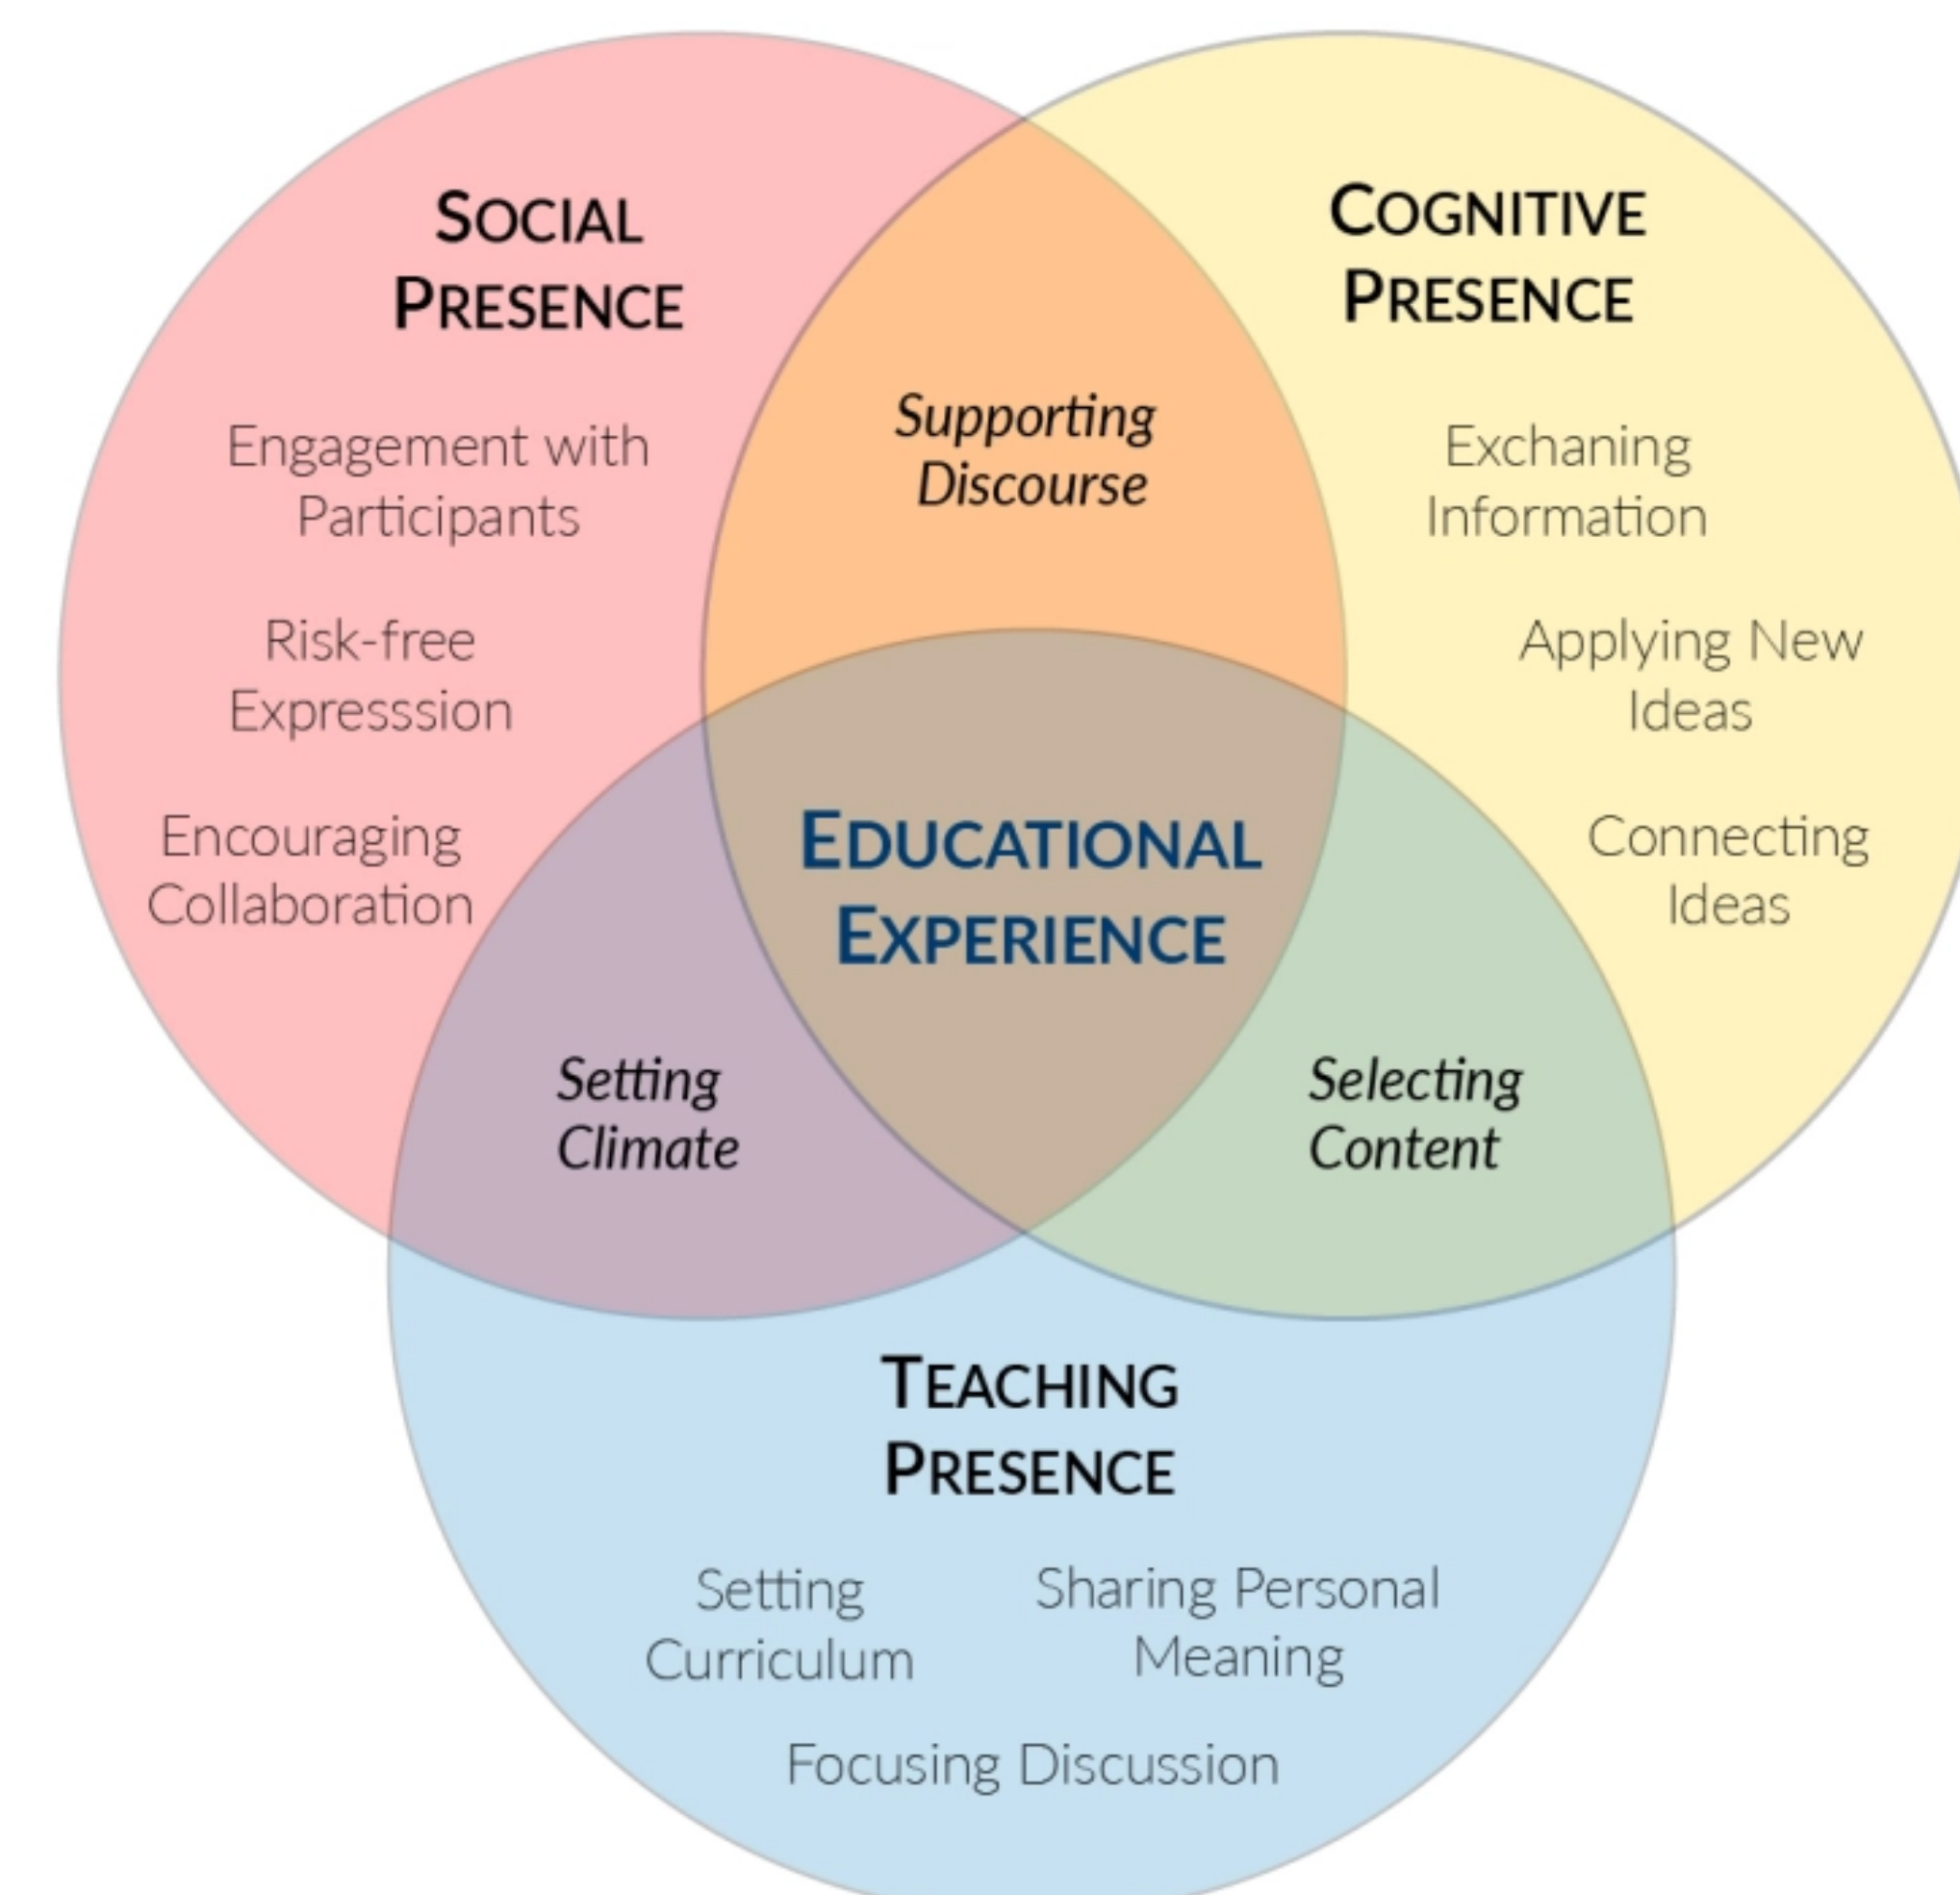 SOCIAL
PRESENCE
Engagement with
Participants
Risk-free
Expresssion
Encouraging
Collaboration
COGNITIVE
PRESENCE
Exchaning
Information
Applying New
Ideas
Connecting
Ideas
Supporting
Discourse
EDUCATIONAL
EXPERIENCE
Setting
Climate
Selecting
Content
TEACHING
PRESENCE
Setting
Curriculum
Sharing Personal
Meaning
Focusing Discussion